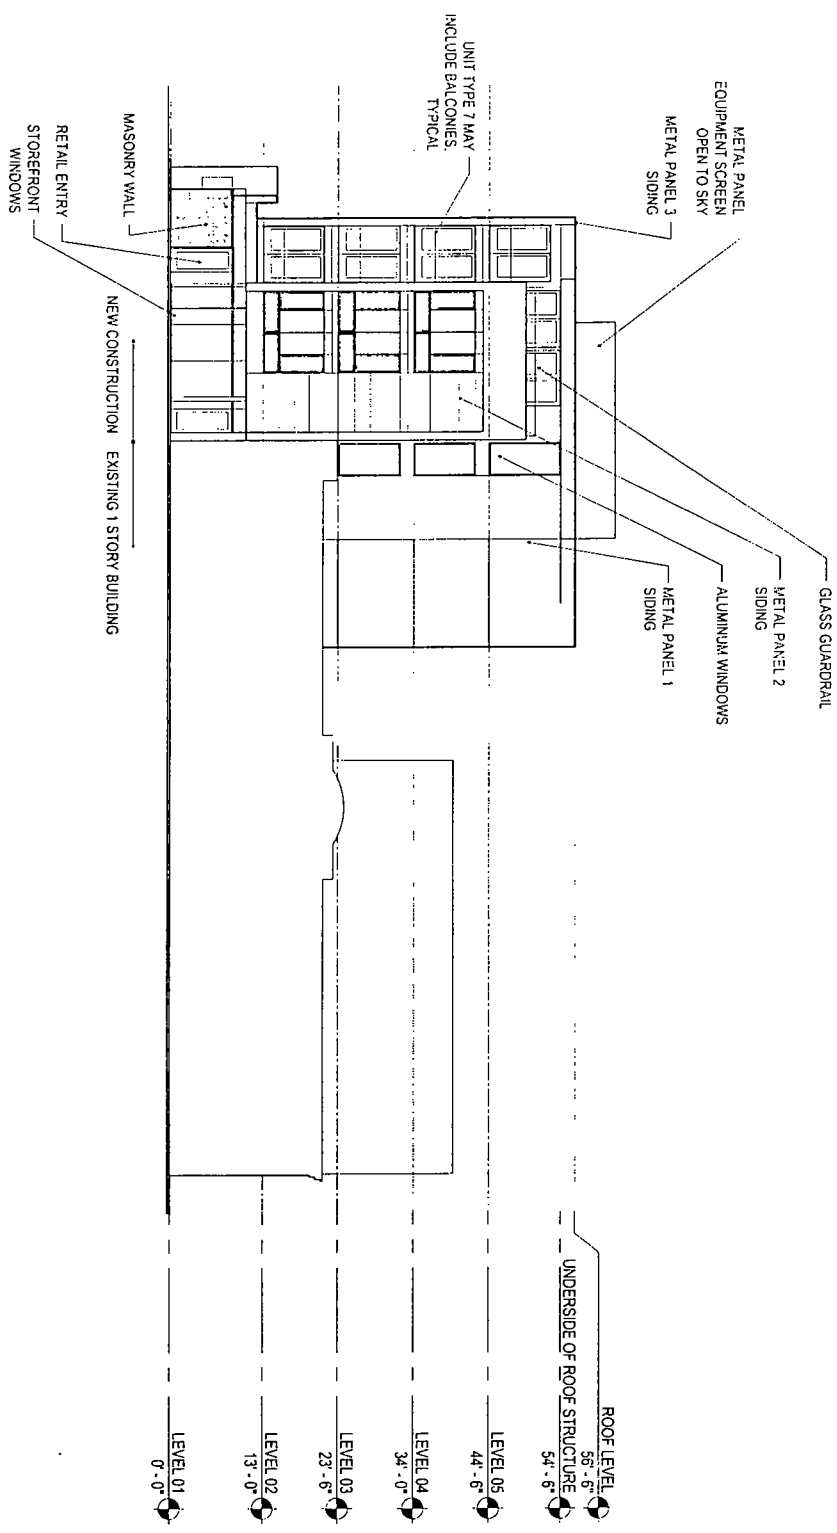 UNIT TYPE 7 MAY
INCLUDE BALCONIES,
TYPICAL
METAL PANEL
EQUIPMENT SCREEN
OPEN TO SKY
METAL PANEL 3
SIDING
MASONRY WALL
RETAIL ENTRY
STOREFRONT
WINDOWS
NEW CONSTRUCTION
EXISTING 1 STORY BUILDING
GLASS GUARDRAIL
METAL PANEL 2
SIDING
ALUMINUM WINDOWS
METAL PANEL 1
SIDING
ROOF LEVEL
56' - 6"
UNDERSIDE OF ROOF STRUCTURE
54' - 6"
LEVEL 05
44' - 6"
LEVEL 04
34' - 0"
LEVEL 03
23' - 6"
LEVEL 02
13' - 0"
LEVEL 01
0' - 0"